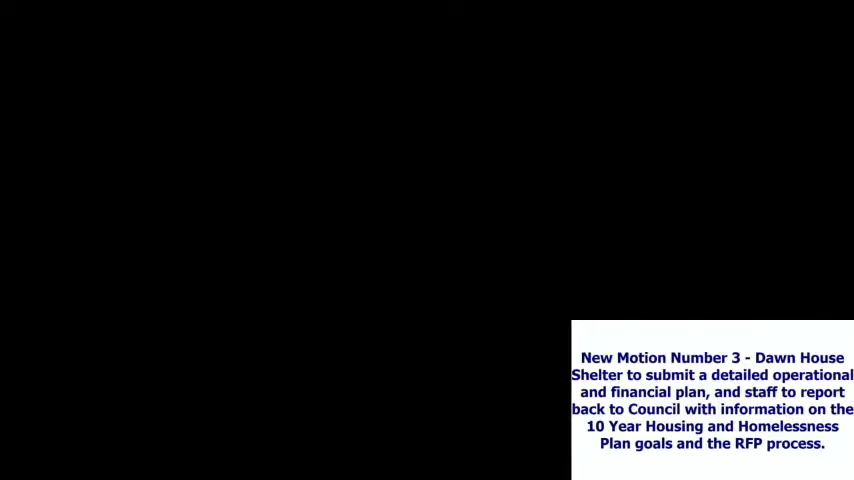 New Motion Number 3 - Dawn House
Shelter to submit a detailed operational
and financial plan, and staff to report
back to Council with information on the
10 Year Housing and Homelessness
Plan goals and the RFP process.